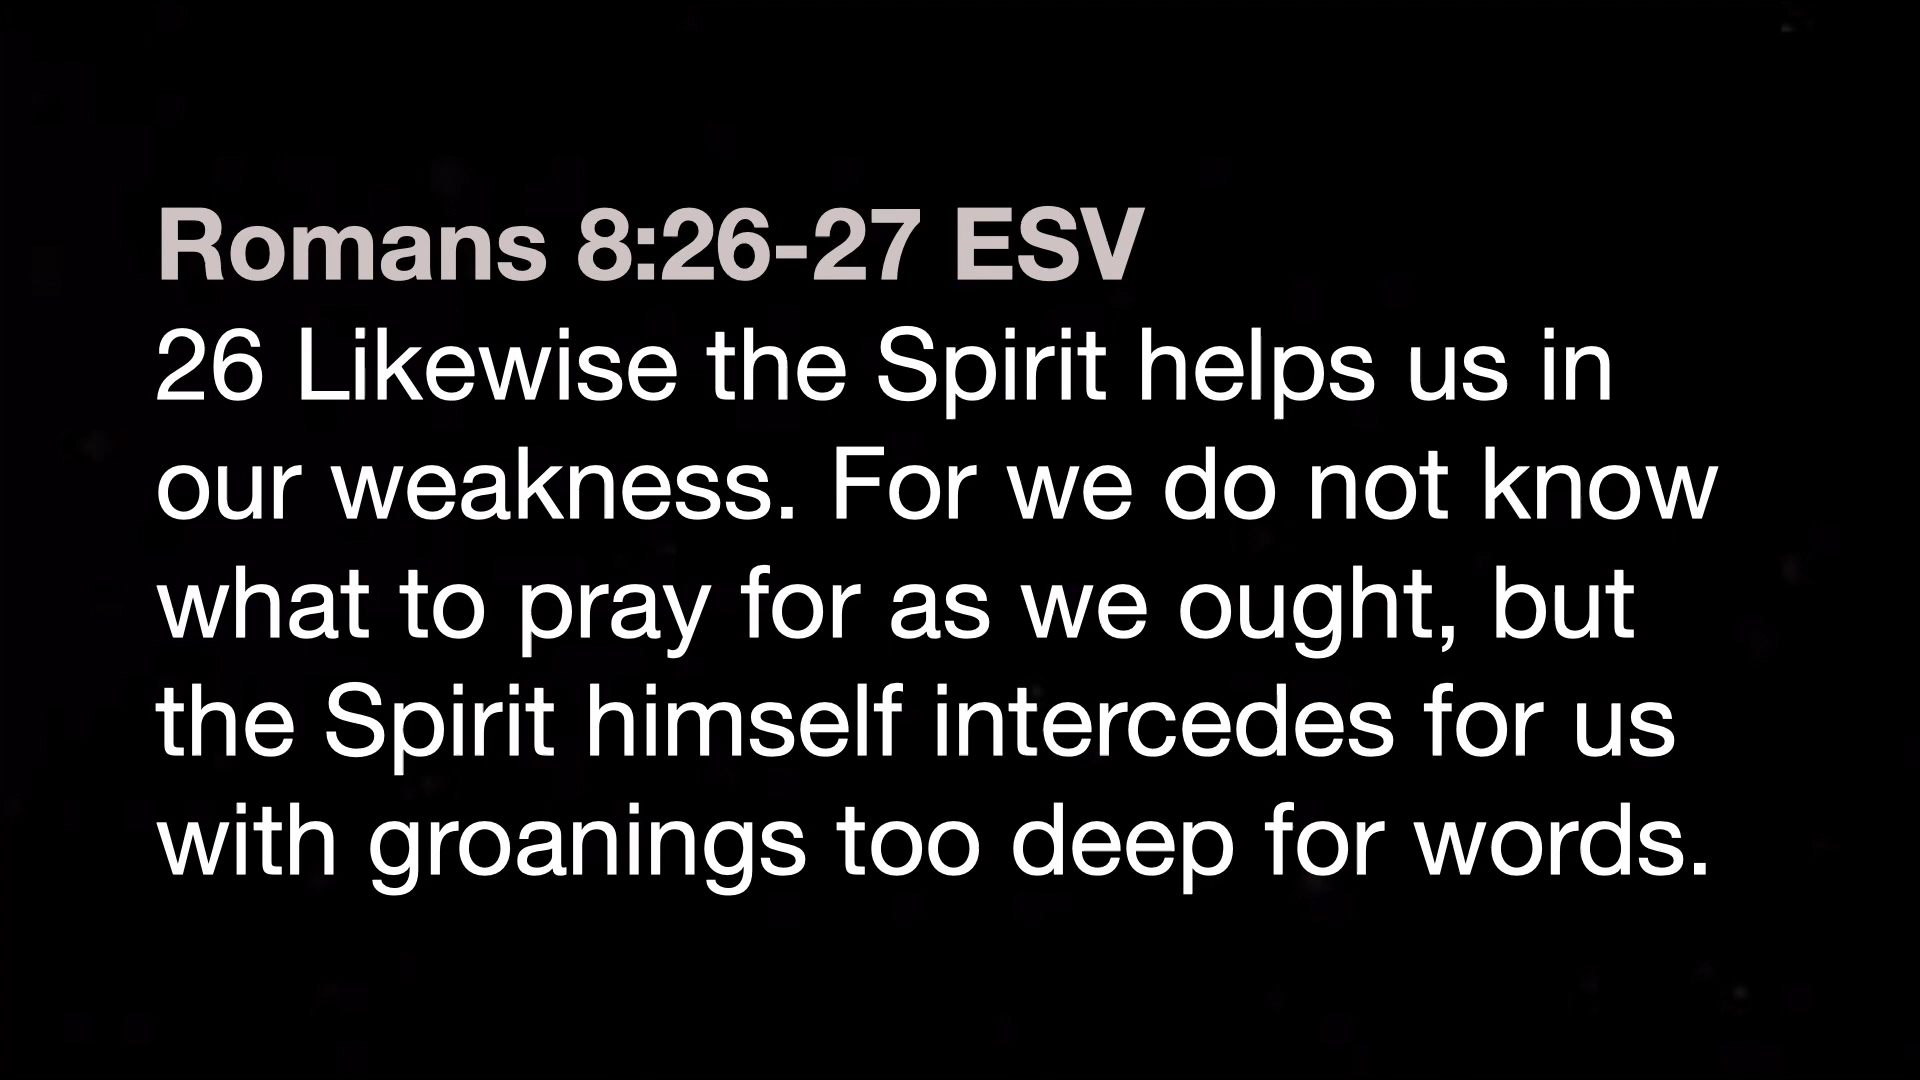 Romans 8:26-27 ESV
26 Likewise the Spirit helps us in
our weakness. For we do not know
what to pray for as we ought, but
the Spirit himself intercedes for us
with groanings too deep for words.